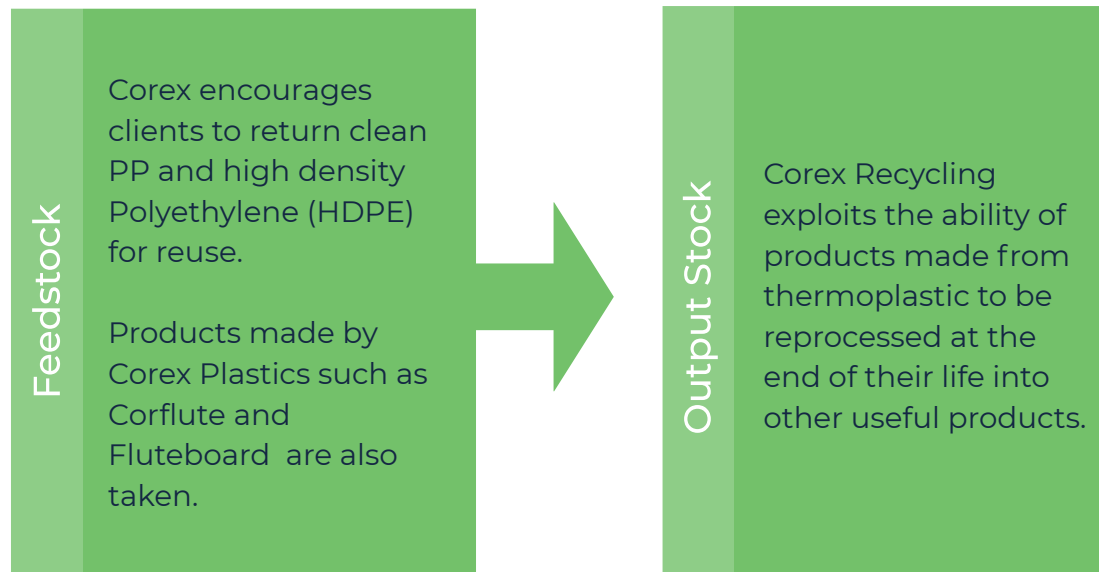 Feedstock
Corex encourages
clients to return clean
PP and high density
Polyethylene (HDPE)
for reuse.
Products made by
Corex Plastics such as
Corflute and
Fluteboard  are also
taken.
Output Stock
Corex Recycling
exploits the ability of
products made from
thermoplastic to be
reprocessed at the
end of their life into
other useful products.